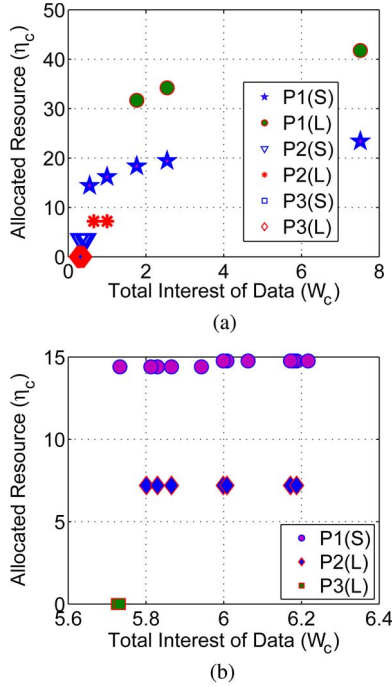 50
40
30
20
10
0
Allocated Resource (ηc)
P1(S)
P1(L)
P2(S)
P2(L)
P3(S)
P3(L)
0 2 4 6 8
Total Interest of Data (Wc)
(a)
15
10
5
0
Allocated Resource (ηc)
P1(S)
P2(L)
P3(L)
5.6 5.8 6 6.2 6.4
Total Interest of Data (Wc)
(b)